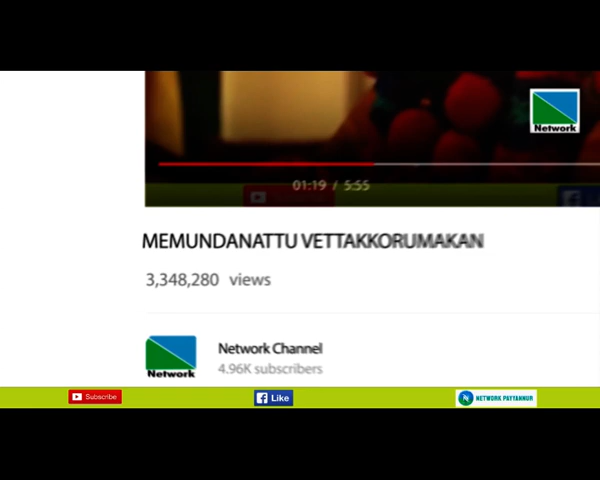 Network
01:19 / 5:55
MEMUNDANATTU VETTAKKORUMAKAN
3,348,280 views
Network
Network Channel
4.96K subscribers
Subscribe
Like
NETWORK PAYYANNUR